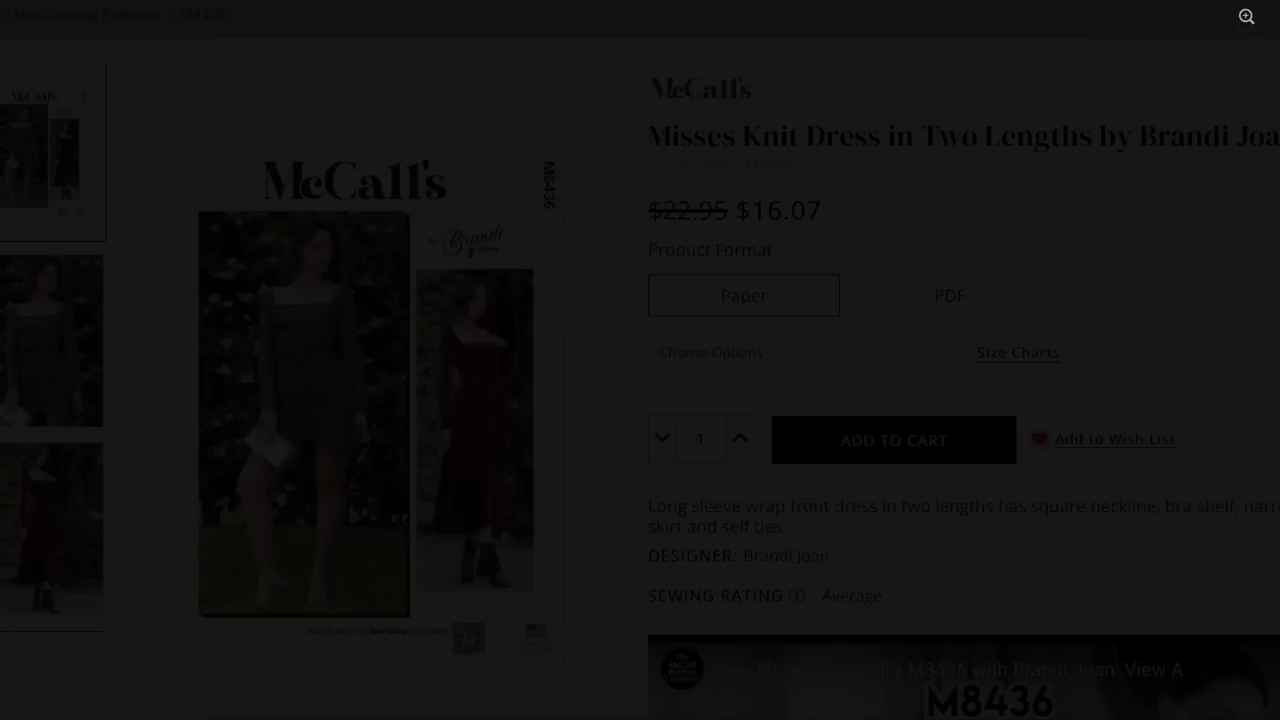 New Sewing Patterns / M8436
McCall's
McCall's
M8436
Brandi
McCall's
Misses Knit Dress in Two Lengths by Brandi Joa
$22.95 $16.07
Product Format
Paper
PDF
Choose Options
Size Charts
1
ADD TO CART
Add to Wish List
Long sleeve wrap front dress in two lengths has square neckline, bra shelf, narr
skirt and self ties.
DESIGNER: Brandi Joan
SEWING RATING ⓘ : Average
M8436 with Brandi Joan: View A
M8436